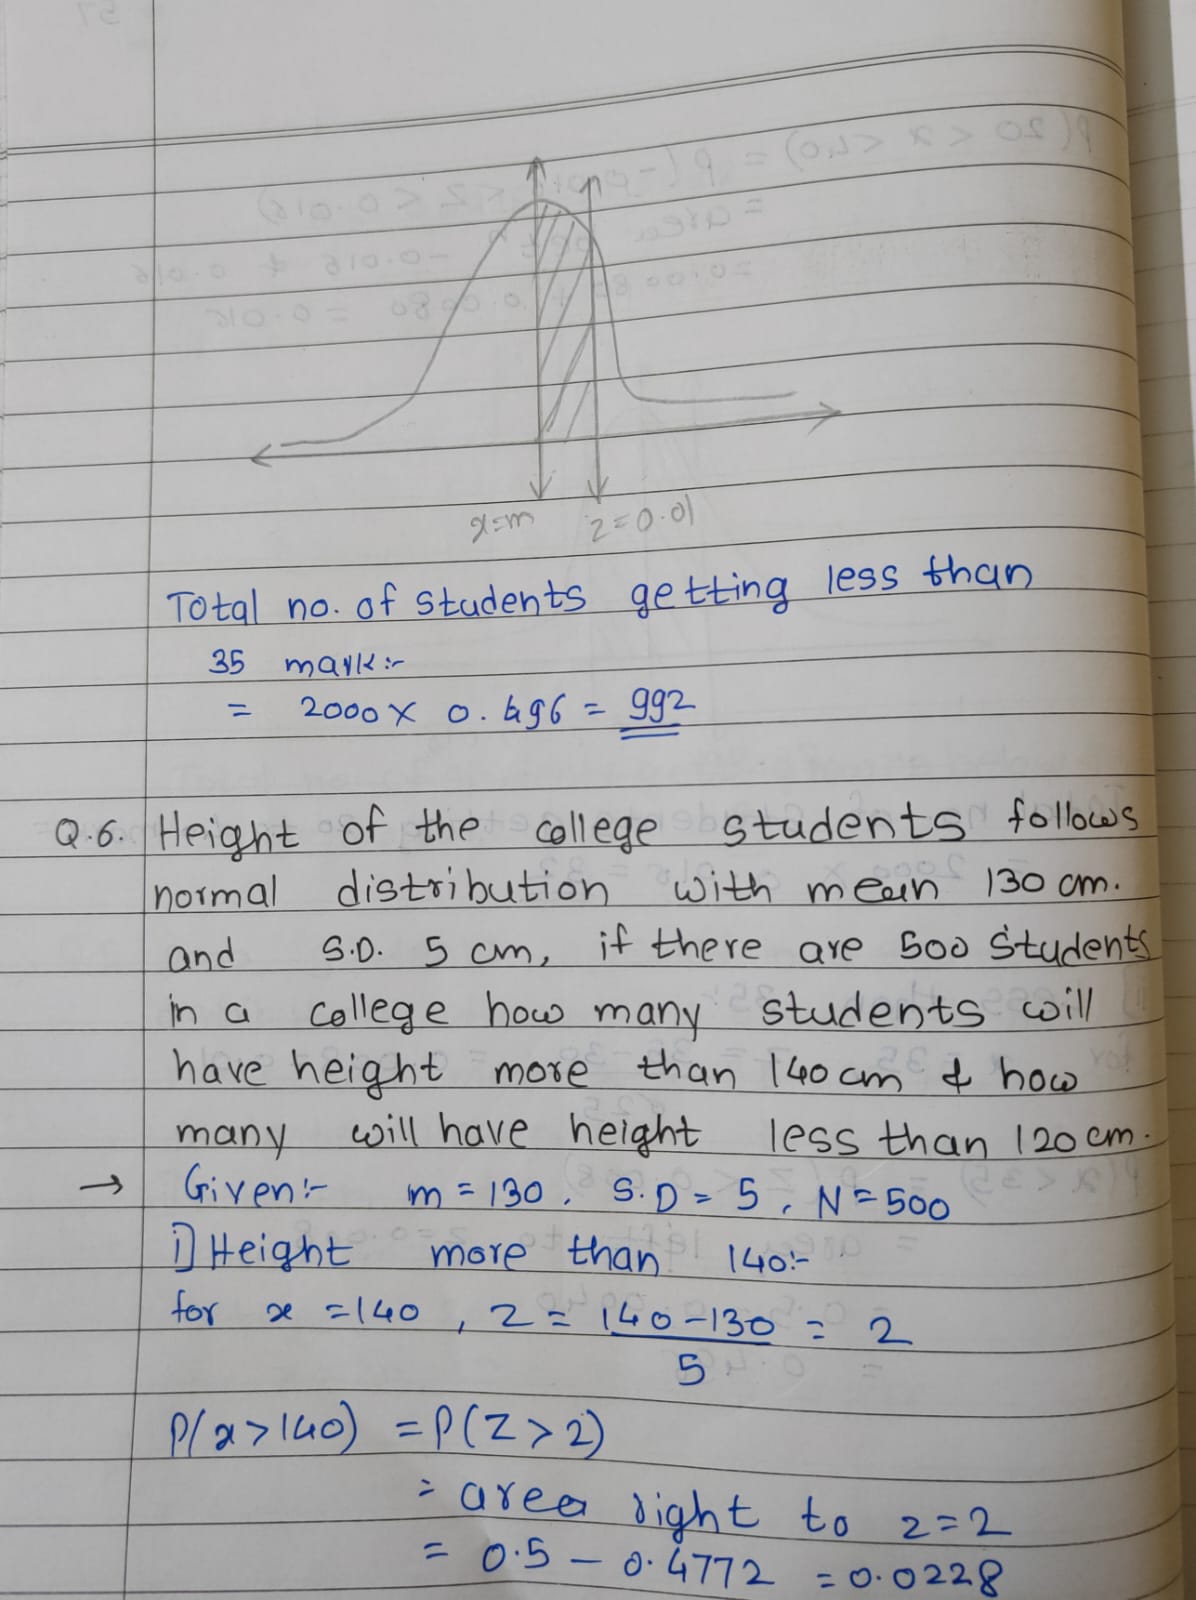 x=m z=0.01
Total no. of students getting less than
35 mark:-
= 2000 × 0.496 = 992
Q.6. Height of the college students follows
normal distribution with mean 130 cm.
and S.D. 5 cm, if there are 500 students
in a college how many students will
have height more than 140 cm & how
many will have height less than 120 cm.
→ Given:- m = 130, S.D = 5, N = 500
i] Height more than 140:-
for x = 140, z = 140-130 = 2
5
P(x > 140) = P(Z > 2)
= area right to z = 2
= 0.5 - 0.4772 = 0.0228